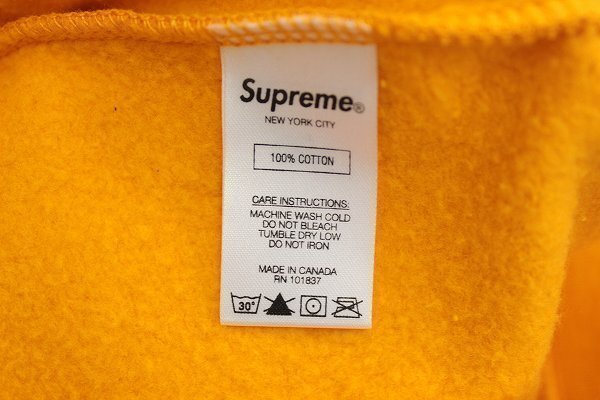 Supreme®
NEW YORK CITY
100% COTTON
CARE INSTRUCTIONS:
MACHINE WASH COLD
DO NOT BLEACH
TUMBLE DRY LOW
DO NOT IRON
MADE IN CANADA
RN 101837
30°